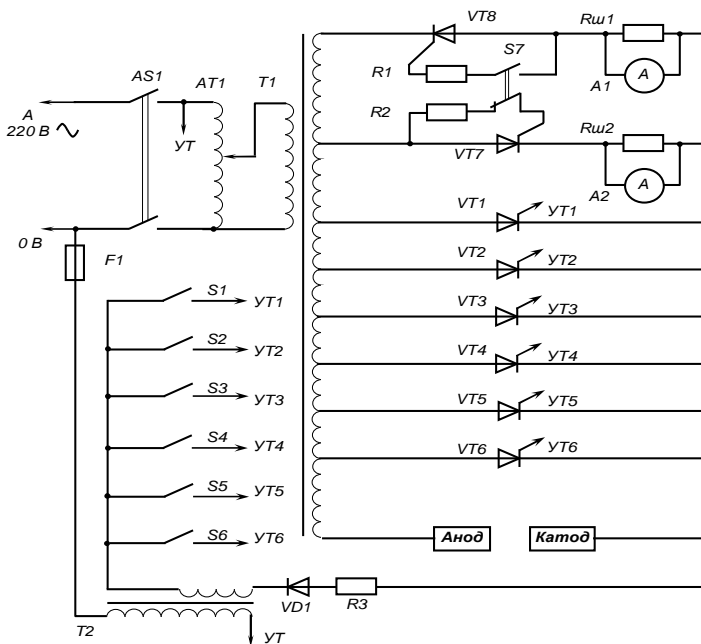 VT8
S7
Rш1
AS1
AT1
T1
R1
A
A1
A
220 В
R2
Rш2
УТ
VT7
A
A2
VT1
УТ1
0 В
F1
VT2
УТ2
S1
УТ1
VT3
УТ3
S2
УТ2
VT4
УТ4
S3
УТ3
VT5
УТ5
S4
УТ4
VT6
УТ6
S5
УТ5
S6
УТ6
Анод
Катод
VD1
R3
T2
УТ